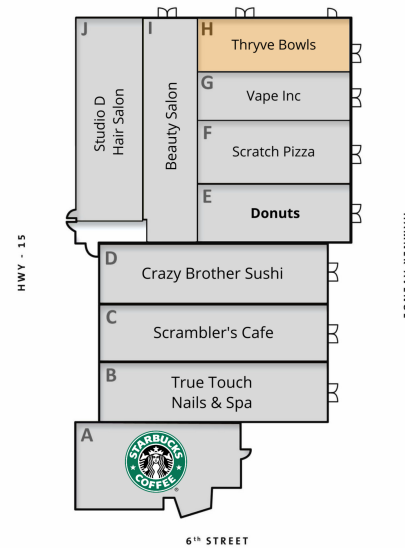 J
I
H
Thryve Bowls
Studio D
Hair Salon
Beauty Salon
G
Vape Inc
F
Scratch Pizza
E
Donuts
HWY - 15
D
Crazy Brother Sushi
C
Scrambler's Cafe
B
True Touch
Nails & Spa
A
STARBUCKS
COFFEE
®
6th STREET